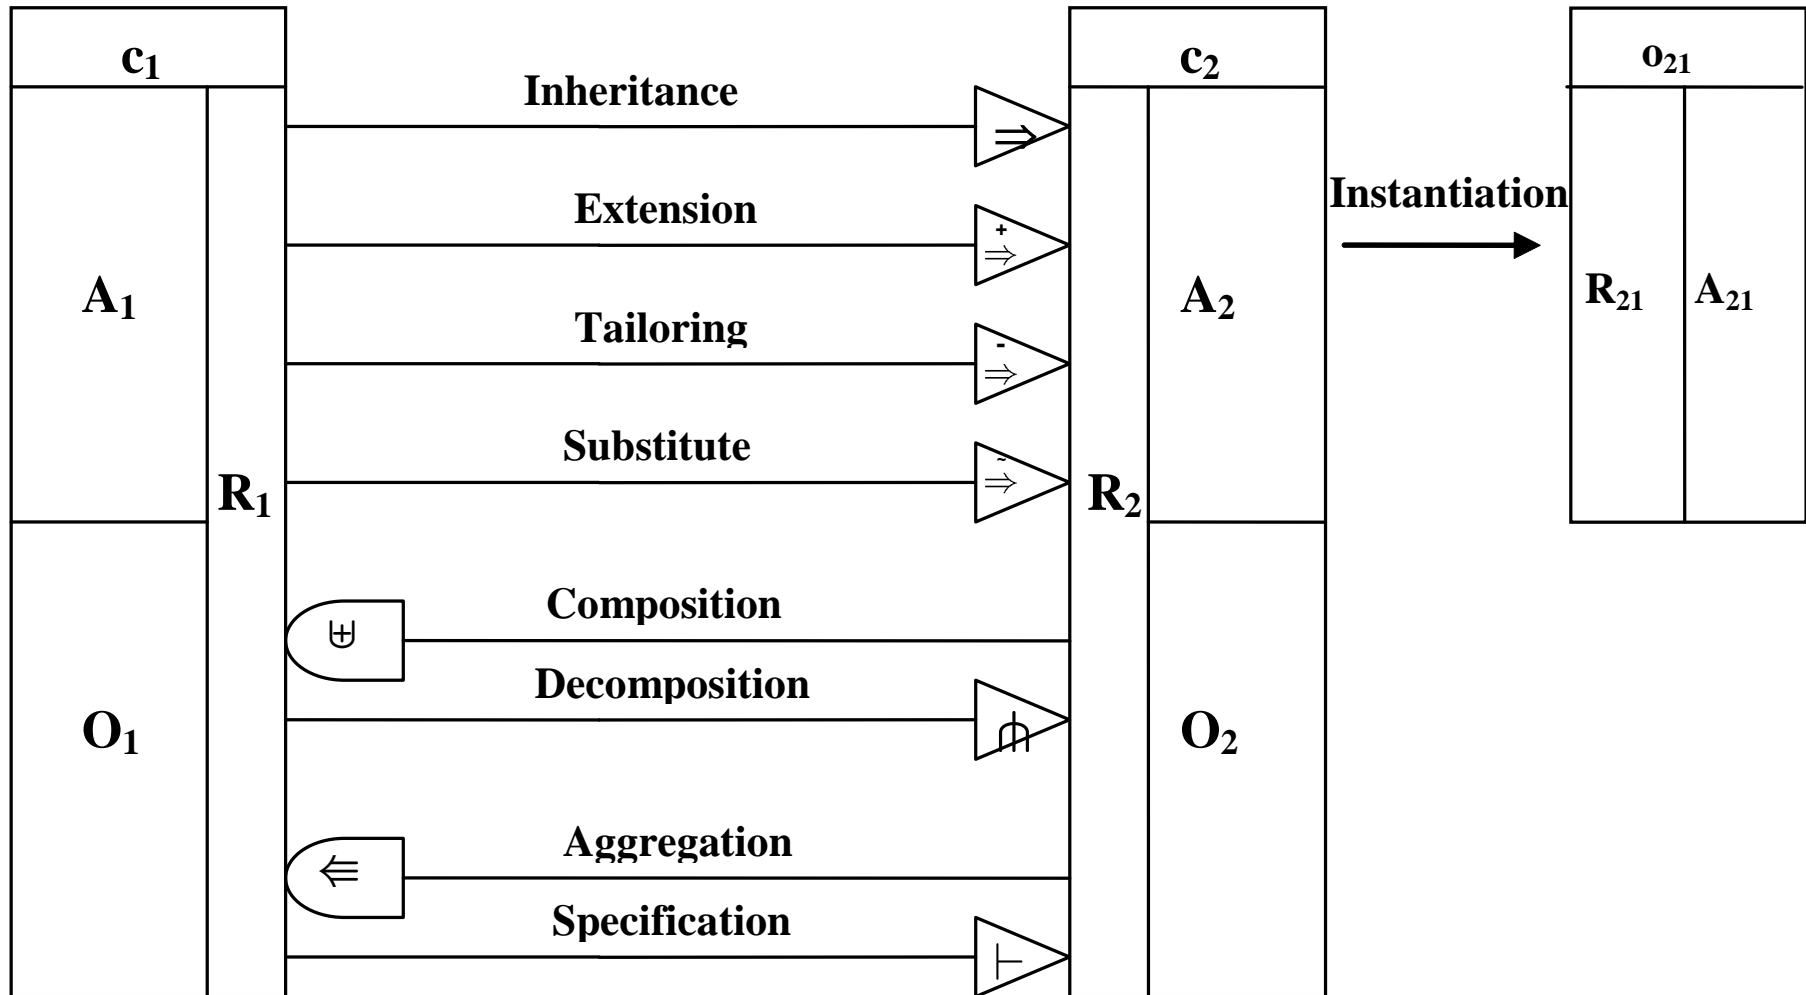 c₁
c₂
o₂₁
Inheritance
⇒
Extension
+
⇒
Instantiation
A₁
A₂
R₂₁
A₂₁
Tailoring
-
⇒
Substitute
~
⇒
R₁
R₂
Composition
⊎
Decomposition
⋔
O₁
O₂
Aggregation
⇚
Specification
⊢